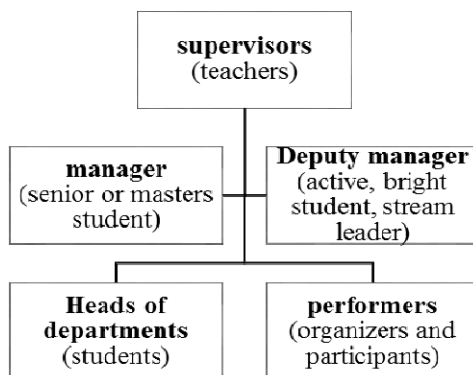 supervisors
(teachers)
manager
(senior or masters
student)
Deputy manager
(active, bright
student, stream
leader)
Heads of
departments
(students)
performers
(organizers and
participants)